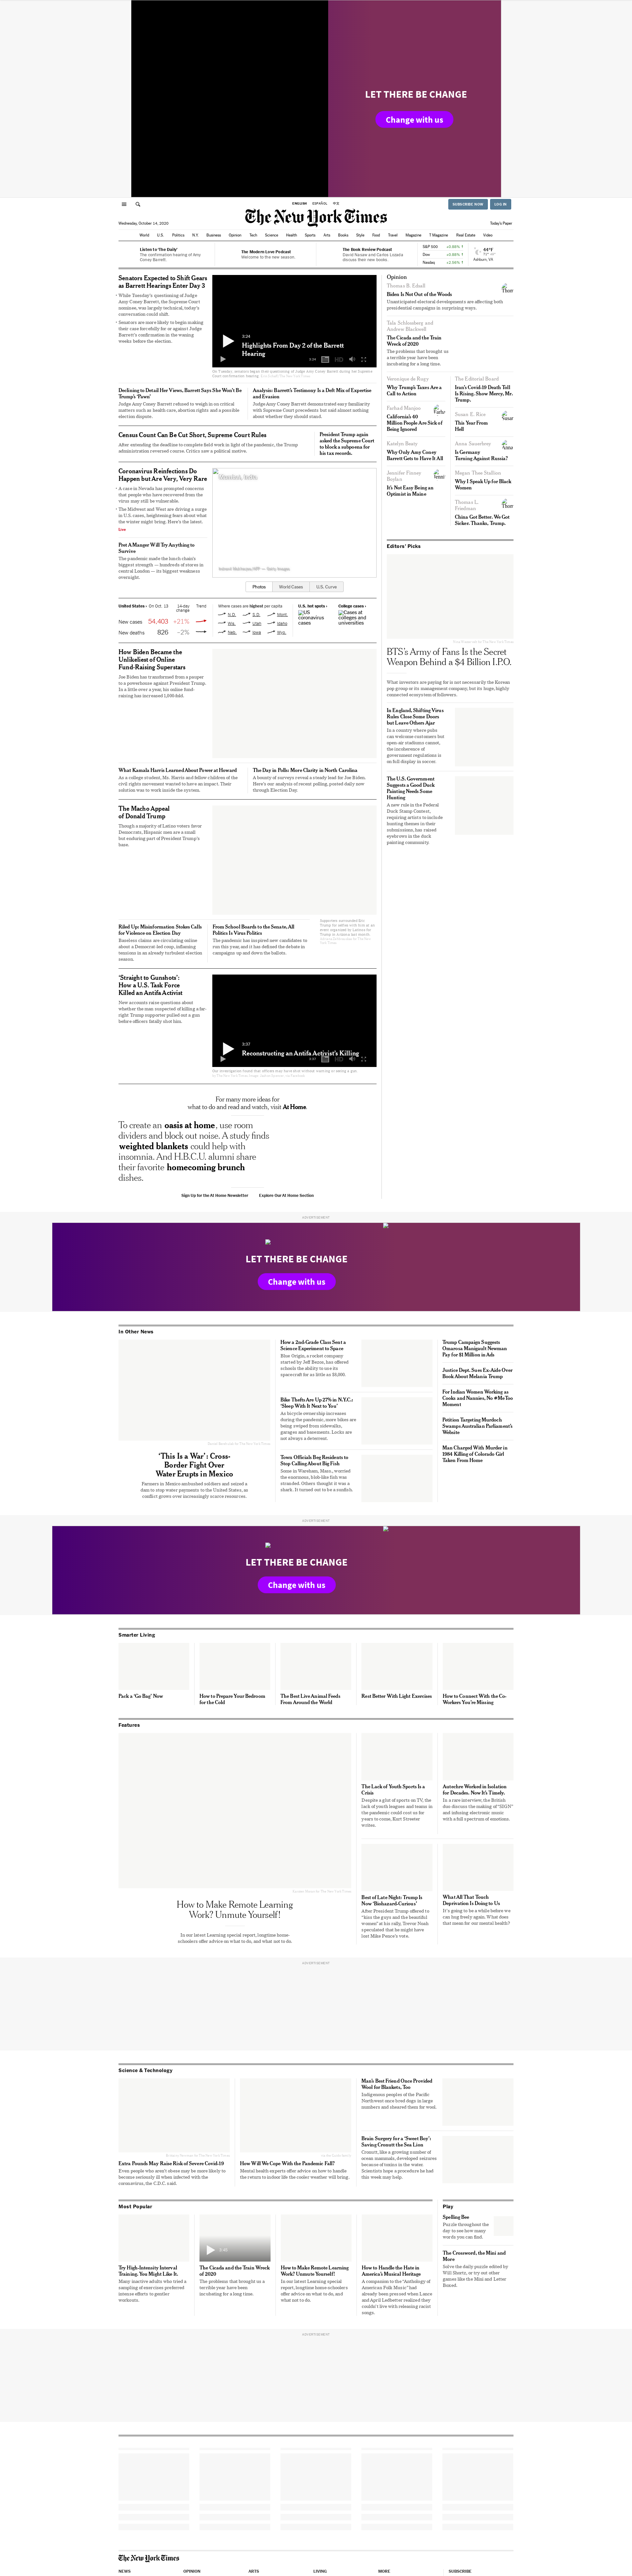 LET THERE BE CHANGE
Change with us
ENGLISH ESPAÑOL 中文
SUBSCRIBE NOW LOG IN
The New York Times
Wednesday, October 14, 2020
Today's Paper
World U.S. Politics N.Y. Business Opinion Tech Science Health Sports Arts Books Style Food Travel Magazine T Magazine Real Estate Video
Listen to 'The Daily'
The confirmation hearing of Amy Coney Barrett.
The Modern Love Podcast
Welcome to the new season.
The Book Review Podcast
David Nasaw and Carlos Lozada discuss their new books.
S&P 500
Dow
Nasdaq
44°F
Ashburn, VA
Senators Expected to Shift Gears
as Barrett Hearings Enter Day 3
While Tuesday's questioning of Judge
Amy Coney Barrett, the Supreme Court
nominee, was largely technical, today's
conversation could shift.
Senators are more likely to begin making
their case forcefully for or against Judge
Barrett's confirmation in the waning
weeks before the election.
3:24
Highlights From Day 2 of the Barrett
Hearing
Declining to Detail Her Views, Barrett Says She Won't Be
Trump's 'Pawn'
Judge Amy Coney Barrett refused to weigh in on critical
matters such as health care, abortion rights and a possible
election dispute.
Analysis: Barrett's Testimony Is a Deft Mix of Expertise
and Evasion
Judge Amy Coney Barrett demonstrated easy familiarity
with Supreme Court precedents but said almost nothing
about whether they should stand.
Census Count Can Be Cut Short, Supreme Court Rules
After extending the deadline to complete field work in light of the pandemic, the Trump
administration reversed course. Critics saw a political motive.
President Trump again
asked the Supreme Court
to block a subpoena for
his tax records.
Coronavirus Reinfections Do
Happen but Are Very, Very Rare
A case in Nevada has prompted concerns
that people who have recovered from the
virus may still be vulnerable.
The Midwest and West are driving a surge
in U.S. cases, heightening fears about what
the winter might bring. Here's the latest.
Live
Pret A Manger Will Try Anything to
Survive
The pandemic made the lunch chain's
biggest strength — hundreds of stores in
central London — its biggest weakness
overnight.
Mumbai, India
Indranil Mukherjee/AFP — Getty Images
Photos World Cases U.S. Curve
United States › On Oct. 13 14-day change Trend
New cases 54,403 +21%
New deaths 826 −2%
Where cases are highest per capita
N.D. S.D. Mont.
Wis. Utah Idaho
Neb. Iowa Wyo.
U.S. hot spots ›
US coronavirus cases
College cases ›
Cases at colleges and universities
How Biden Became the
Unlikeliest of Online
Fund-Raising Superstars
Joe Biden has transformed from a pauper
to a powerhouse against President Trump.
In a little over a year, his online fund-
raising has increased 1,000-fold.
What Kamala Harris Learned About Power at Howard
As a college student, Ms. Harris and fellow children of the
civil rights movement wanted to have an impact. Their
solution was to work inside the system.
The Day in Polls: More Clarity in North Carolina
A bounty of surveys reveal a steady lead for Joe Biden.
Here's our analysis of recent polling, posted daily now
through Election Day.
The Macho Appeal
of Donald Trump
Though a majority of Latino voters favor
Democrats, Hispanic men are a small
but enduring part of President Trump's
base.
Riled Up: Misinformation Stokes Calls
for Violence on Election Day
Baseless claims are circulating online
about a Democrat-led coup, inflaming
tensions in an already turbulent election
season.
From School Boards to the Senate, All
Politics Is Virus Politics
The pandemic has inspired new candidates to
run this year, and it has defined the debate in
campaigns up and down the ballots.
'Straight to Gunshots':
How a U.S. Task Force
Killed an Antifa Activist
New accounts raise questions about
whether the man suspected of killing a far-
right Trump supporter pulled out a gun
before officers fatally shot him.
Reconstructing an Antifa Activist's Killing
For many more ideas for
what to do and read and watch, visit At Home.
To create an oasis at home, use room
dividers and block out noise. A study finds
weighted blankets could help with
insomnia. And H.B.C.U. alumni share
their favorite homecoming brunch
dishes.
Sign Up for the At Home Newsletter Explore Our At Home Section
Opinion
Thomas B. Edsall
Biden Is Not Out of the Woods
Unanticipated electoral developments are affecting both
presidential campaigns in surprising ways.
Tala Schlossberg and
Andrew Blackwell
The Cicada and the Train
Wreck of 2020
The problems that brought us
a terrible year have been
incubating for a long time.
Veronique de Rugy
Why Trump's Taxes Are a
Call to Action
The Editorial Board
Iran's Covid-19 Death Toll
Is Rising. Show Mercy, Mr.
Trump.
Farhad Manjoo
California's 40
Million People Are Sick of
Being Ignored
Susan E. Rice
This Year From
Hell
Katelyn Beaty
Why Only Amy Coney
Barrett Gets to Have It All
Anna Sauerbrey
Is Germany
Turning Against Russia?
Jennifer Finney
Boylan
It's Not Easy Being an
Optimist in Maine
Megan Thee Stallion
Why I Speak Up for Black
Women
Thomas L.
Friedman
China Got Better. We Got
Sicker. Thanks, Trump.
Editors' Picks
BTS's Army of Fans Is the Secret
Weapon Behind a $4 Billion I.P.O.
What investors are paying for is not necessarily the Korean
pop group or its management company, but its huge, highly
connected ecosystem of followers.
In England, Shifting Virus
Rules Close Some Doors
but Leave Others Ajar
In a country where pubs
can welcome customers but
open-air stadiums cannot,
the incoherence of
government regulations is
on full display in soccer.
The U.S. Government
Suggests a Good Duck
Painting Needs Some
Hunting
A new rule in the Federal
Duck Stamp Contest,
requiring artists to include
hunting themes in their
submissions, has raised
eyebrows in the duck
painting community.
ADVERTISEMENT
LET THERE BE CHANGE
Change with us
In Other News
'This Is a War': Cross-
Border Fight Over
Water Erupts in Mexico
Farmers in Mexico ambushed soldiers and seized a
dam to stop water payments to the United States, as
conflict grows over increasingly scarce resources.
How a 2nd-Grade Class Sent a
Science Experiment to Space
Blue Origin, a rocket company
started by Jeff Bezos, has offered
schools the ability to use its
spacecraft for as little as $8,000.
Bike Thefts Are Up 27% in N.Y.C.:
'Sleep With It Next to You'
As bicycle ownership increases
during the pandemic, more bikes are
being swiped from sidewalks,
garages and basements. Locks are
not always a deterrent.
Town Officials Beg Residents to
Stop Calling About Big Fish
Some in Wareham, Mass., worried
the enormous, blob-like fish was
stranded. Others thought it was a
shark. It turned out to be a sunfish.
Trump Campaign Suggests
Omarosa Manigault Newman
Pay for $1 Million in Ads
Justice Dept. Sues Ex-Aide Over
Book About Melania Trump
For Indian Women Working as
Cooks and Nannies, No #MeToo
Moment
Petition Targeting Murdoch
Swamps Australian Parliament's
Website
Man Charged With Murder in
1984 Killing of Colorado Girl
Taken From Home
ADVERTISEMENT
LET THERE BE CHANGE
Change with us
Smarter Living
Pack a 'Go Bag' Now
How to Prepare Your Bedroom
for the Cold
The Best Live Animal Feeds
From Around the World
Rest Better With Light Exercises
How to Connect With the Co-
Workers You're Missing
Features
How to Make Remote Learning
Work? Unmute Yourself!
In our latest Learning special report, longtime home-
schoolers offer advice on what to do, and what not to do.
The Lack of Youth Sports Is a
Crisis
Despite a glut of sports on TV, the
lack of youth leagues and teams in
the pandemic could cost us for
years to come, Kurt Streeter
writes.
Autechre Worked in Isolation
for Decades. Now It's Timely.
In a rare interview, the British
duo discuss the making of "SIGN"
and infusing electronic music
with a full spectrum of emotions.
Best of Late Night: Trump Is
Now 'Biohazard-Curious'
After President Trump offered to
"kiss the guys and the beautiful
women" at his rally, Trevor Noah
speculated that he might have
lost Mike Pence's vote.
What All That Touch
Deprivation Is Doing to Us
It's going to be a while before we
can hug freely again. What does
that mean for our mental health?
ADVERTISEMENT
Science & Technology
Extra Pounds May Raise Risk of Severe Covid-19
Even people who aren't obese may be more likely to
become seriously ill when infected with the
coronavirus, the C.D.C. said.
How Will We Cope With the Pandemic Fall?
Mental health experts offer advice on how to handle
the return to indoor life the cooler weather will bring.
Man's Best Friend Once Provided
Wool for Blankets, Too
Indigenous peoples of the Pacific
Northwest once bred dogs in large
numbers and sheared them for wool.
Brain Surgery for a 'Sweet Boy':
Saving Cronutt the Sea Lion
Cronutt, like a growing number of
ocean mammals, developed seizures
because of toxins in the water.
Scientists hope a procedure he had
this week may help.
Most Popular
Try High-Intensity Interval
Training. You Might Like It.
Many inactive adults who tried a
sampling of exercises preferred
intense efforts to gentler
workouts.
The Cicada and the Train Wreck
of 2020
The problems that brought us a
terrible year have been
incubating for a long time.
How to Make Remote Learning
Work? Unmute Yourself!
In our latest Learning special
report, longtime home-schoolers
offer advice on what to do, and
what not to do.
How to Handle the Hate in
America's Musical Heritage
A companion to the "Anthology of
American Folk Music" had
already been pressed when Lance
and April Ledbetter realized they
couldn't live with releasing racist
songs.
Play
Spelling Bee
Puzzle throughout the
day to see how many
words you can find.
The Crossword, the Mini and
More
Solve the daily puzzle edited by
Will Shortz, or try out other
games like the Mini and Letter
Boxed.
ADVERTISEMENT
The New York Times
NEWS OPINION ARTS LIVING MORE SUBSCRIBE